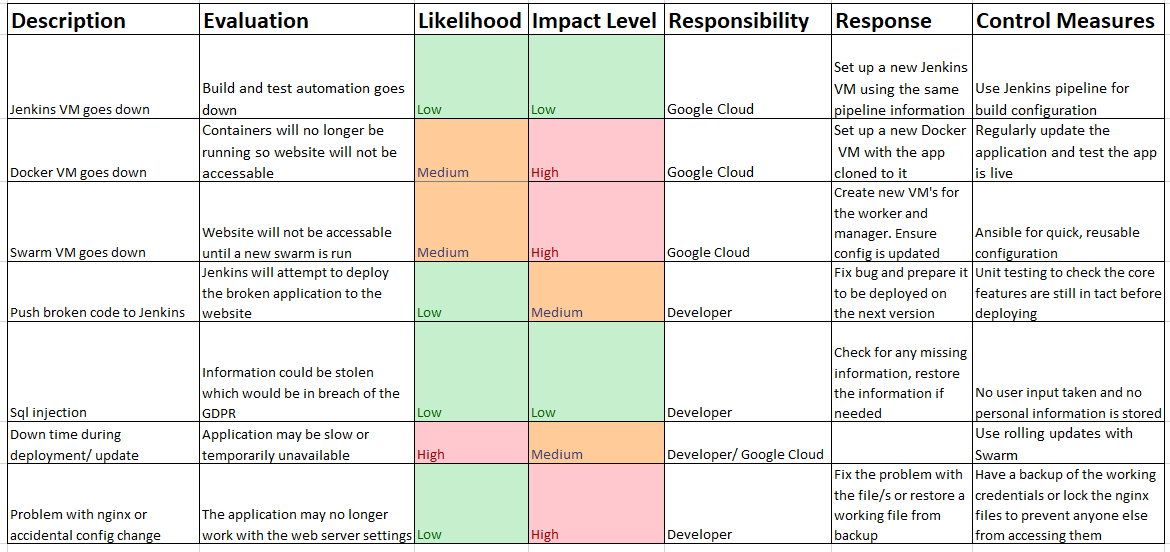 Description Evaluation Likelihood Impact Level Responsibility Response Control Measures
Jenkins VM goes down
Build and test automation goes
down
Low
Low
Google Cloud
Set up a new Jenkins
VM using the same
pipeline information
Use Jenkins pipeline for
build configuration
Docker VM goes down
Containers will no longer be
running so website will not be
accessable
Medium
High
Google Cloud
Set up a new Docker
VM with the app
cloned to it
Regularly update the
application and test the app
is live
Swarm VM goes down
Website will not be accessable
until a new swarm is run
Medium
High
Google Cloud
Create new VM's for
the worker and
manager. Ensure
config is updated
Ansible for quick, reusable
configuration
Push broken code to Jenkins
Jenkins will attempt to deploy
the broken application to the
website
Low
Medium
Developer
Fix bug and prepare it
to be deployed on
the next version
Unit testing to check the core
features are still in tact before
deploying
Sql injection
Information could be stolen
which would be in breach of the
GDPR
Low
Low
Developer
Check for any missing
information, restore
the information if
needed
No user input taken and no
personal information is stored
Down time during
deployment/ update
Application may be slow or
temporarily unavailable
High
Medium
Developer/ Google Cloud
Use rolling updates with
Swarm
Problem with nginx or
accidental config change
The application may no longer
work with the web server settings
Low
High
Developer
Fix the problem with
the file/s or restore a
working file from
backup
Have a backup of the working
credentials or lock the nginx
files to prevent anyone else
from accessing them